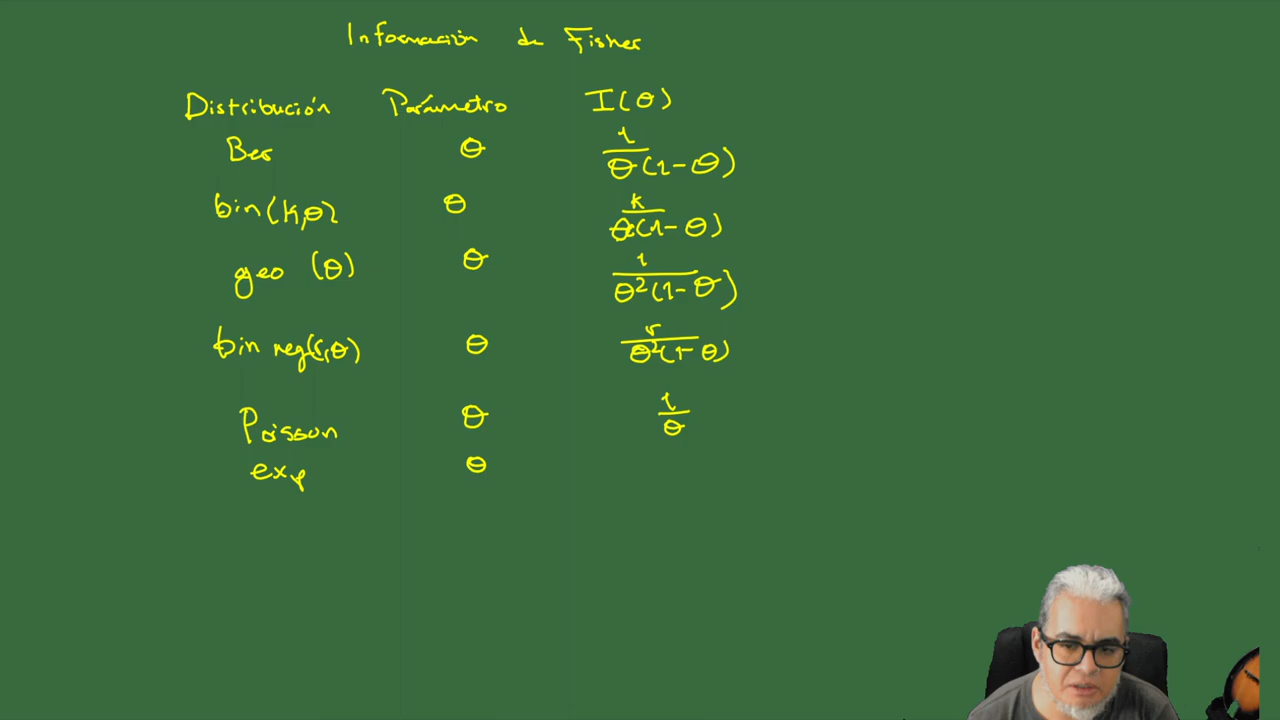 Información de Fisher
Distribución Parámetro I(θ)
Ber θ 1/θ(1-θ)
bin(k,θ) θ k/θ(1-θ)
geo (θ) θ 1/θ²(1-θ)
bin neg(r,θ) θ r/θ²(1-θ)
Poisson θ 1/θ
exp θ